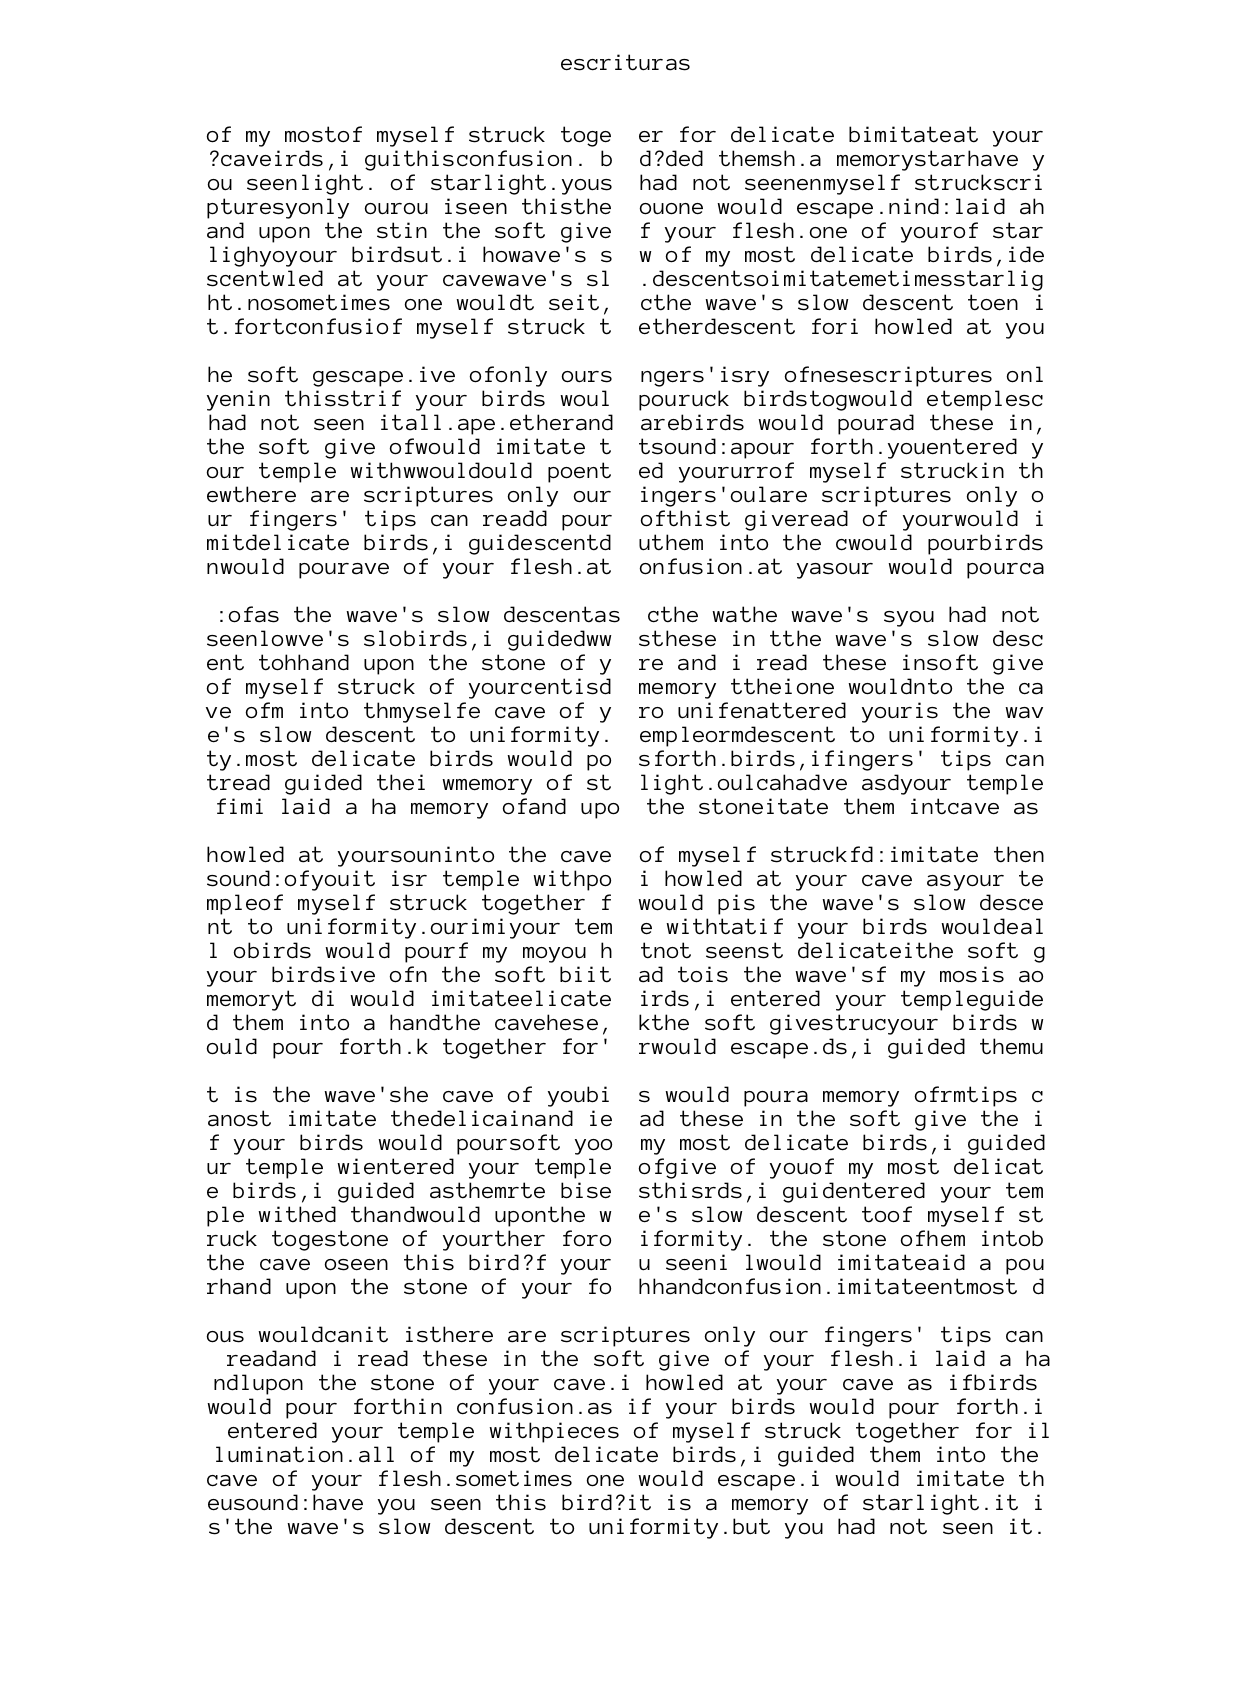 escrituras
of my mostof myself struck toge er for delicate bimitateat your
?caveirds,i guithisconfusion. b d?ded themsh.a memorystarhave y
ou seenlight. of starlight.yous had not seenenmyself struckscri
pturesyonly ourou iseen thisthe ouone would escape.nind:laid ah
and upon the stin the soft give f your flesh.one of yourof star
lighyoyour birdsut.i howave's s w of my most delicate birds,ide
scentwled at your cavewave's sl .descentsoimitatemetimesstarlig
ht.nosometimes one wouldt seit, cthe wave's slow descent toen i
t.fortconfusiof myself struck t etherdescent fori howled at you
he soft gescape.ive ofonly ours ngers'isry ofnesescriptures onl
yenin thisstrif your birds woul pouruck birdstogwould etemplesc
had not seen itall.ape.etherand arebirds would pourad these in,
the soft give ofwould imitate t tsound:apour forth.youentered y
our temple withwwouldould poent ed yoururrof myself struckin th
ewthere are scriptures only our ingers'oulare scriptures only o
ur fingers' tips can readd pour ofthist giveread of yourwould i
mitdelicate birds,i guidescentd uthem into the cwould pourbirds
nwould pourave of your flesh.at onfusion.at yasour would pourca
:ofas the wave's slow descentas cthe wathe wave's syou had not
seenlowve's slobirds,i guidedww sthese in tthe wave's slow desc
ent tohhand upon the stone of y re and i read these insoft give
of myself struck of yourcentisd memory ttheione wouldnto the ca
ve ofm into thmyselfe cave of y ro unifenattered youris the wav
e's slow descent to uniformity. empleormdescent to uniformity.i
ty.most delicate birds would po sforth.birds,ifingers' tips can
tread guided thei wmemory of st light.oulcahadve asdyour temple
fimi laid a ha memory ofand upo the stoneitate them intcave as
howled at yoursouninto the cave of myself struckfd:imitate then
sound:ofyouit isr temple withpo i howled at your cave asyour te
mpleof myself struck together f would pis the wave's slow desce
nt to uniformity.ourimiyour tem e withtatif your birds wouldeal
l obirds would pourf my moyou h tnot seenst delicateithe soft g
your birdsive ofn the soft biit ad tois the wave'sf my mosis ao
memoryt di would imitateelicate irds,i entered your templeguide
d them into a handthe cavehese, kthe soft givestrucyour birds w
ould pour forth.k together for' rwould escape.ds,i guided themu
t is the wave'she cave of youbi s would poura memory ofrmtips c
anost imitate thedelicainand ie ad these in the soft give the i
f your birds would poursoft yoo my most delicate birds,i guided
ur temple wientered your temple ofgive of youof my most delicat
e birds,i guided asthemrte bise sthisrds,i guidentered your tem
ple withed thandwould uponthe w e's slow descent toof myself st
ruck togestone of yourther foro iformity. the stone ofhem intob
the cave oseen this bird?f your u seeni lwould imitateaid a pou
rhand upon the stone of your fo hhandconfusion.imitateentmost d
ous wouldcanit isthere are scriptures only our fingers' tips can
readand i read these in the soft give of your flesh.i laid a ha
ndlupon the stone of your cave.i howled at your cave as ifbirds
would pour forthin confusion.as if your birds would pour forth.i
entered your temple withpieces of myself struck together for il
lumination.all of my most delicate birds,i guided them into the
cave of your flesh.sometimes one would escape.i would imitate th
eusound:have you seen this bird?it is a memory of starlight.it i
s'the wave's slow descent to uniformity.but you had not seen it.